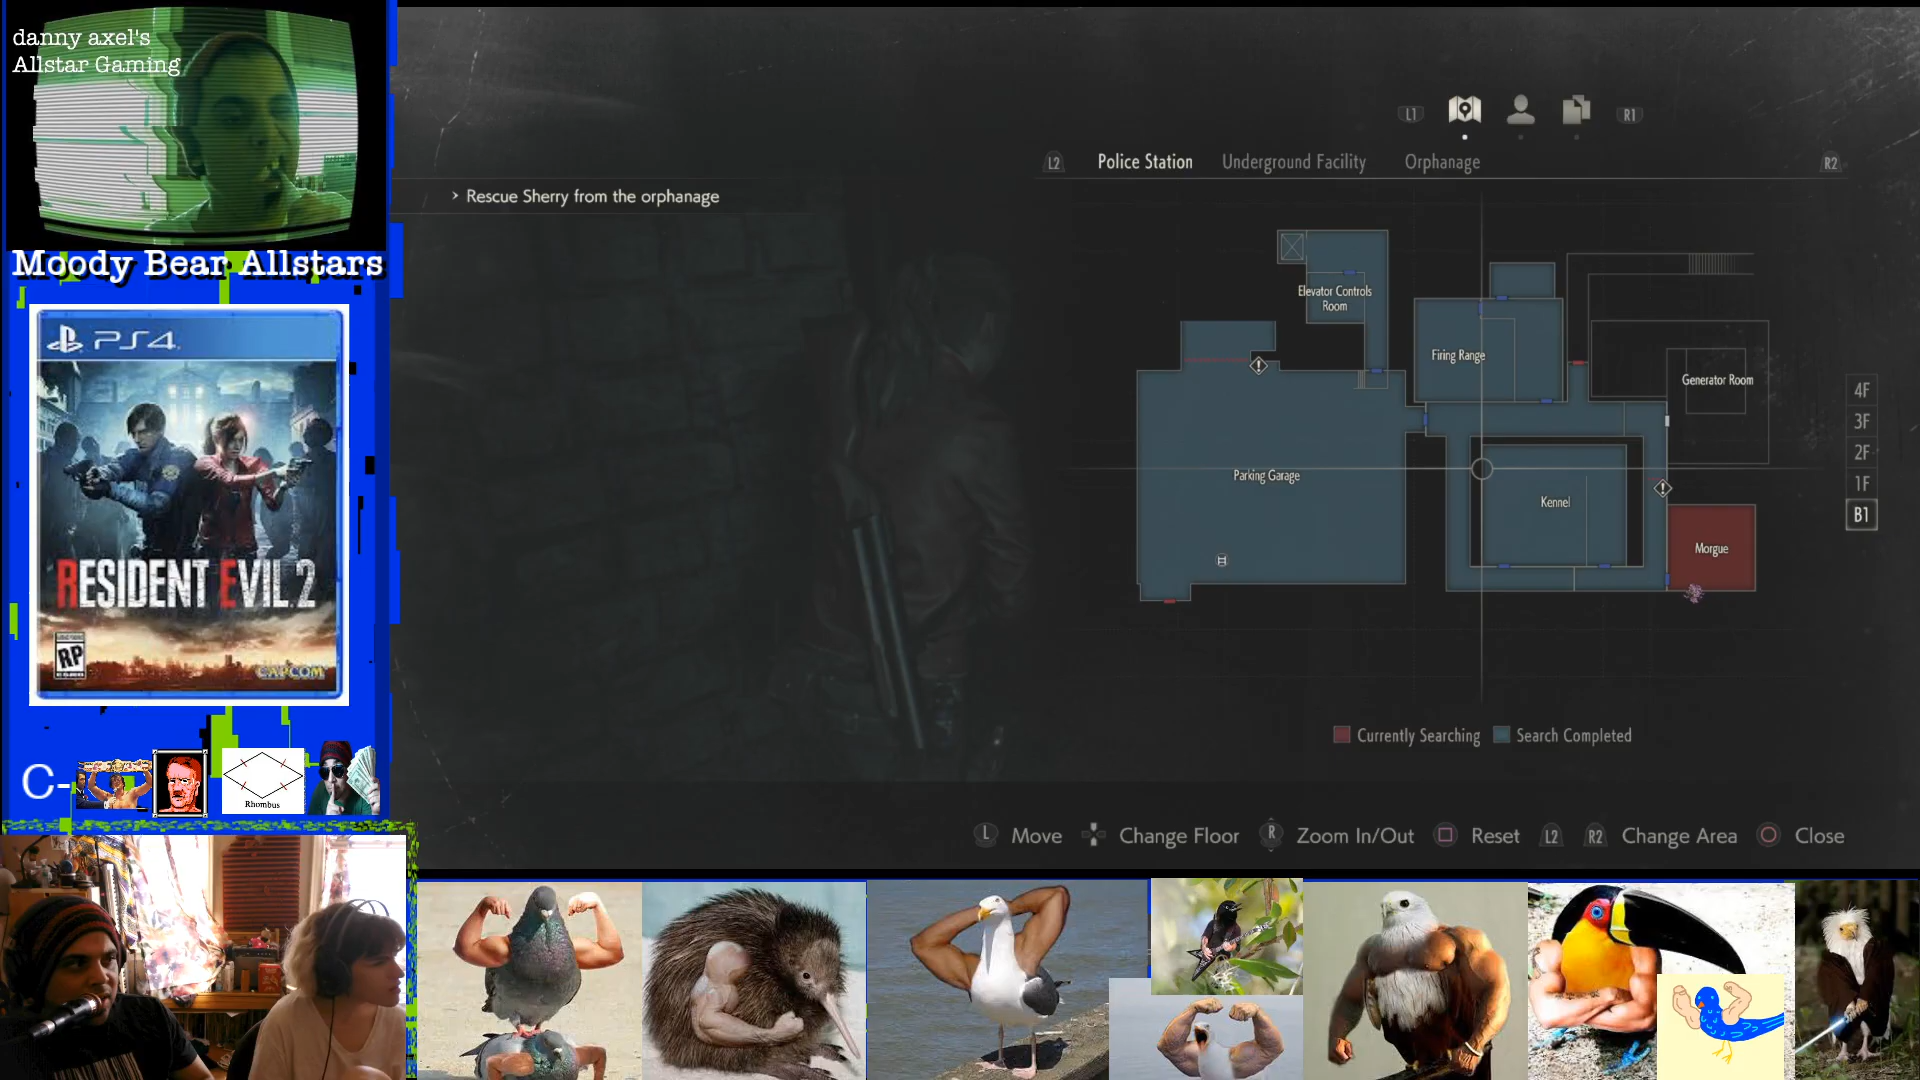 danny axel's
Allstar Gaming
Moody Bear Allstars
PS4
RESIDENT EVIL 2
RP
CAPCOM
C-
Rhombus
L1
R1
L2
Police Station
Underground Facility
Orphanage
R2
> Rescue Sherry from the orphanage
Elevator Controls
Room
Firing Range
Generator Room
Parking Garage
Kennel
Morgue
4F
3F
2F
1F
B1
Currently Searching
Search Completed
L Move
Change Floor
R Zoom In/Out
Reset
L2 R2 Change Area
Close